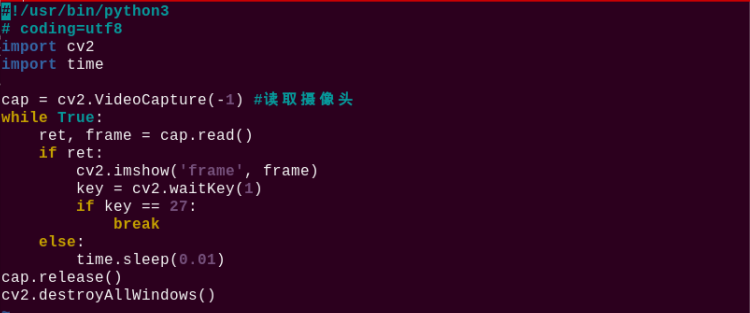 #!/usr/bin/python3
# coding=utf8
import cv2
import time

cap = cv2.VideoCapture(-1) #读取摄像头
while True:
    ret, frame = cap.read()
    if ret:
        cv2.imshow('frame', frame)
        key = cv2.waitKey(1)
        if key == 27:
            break
    else:
        time.sleep(0.01)
cap.release()
cv2.destroyAllWindows()
~